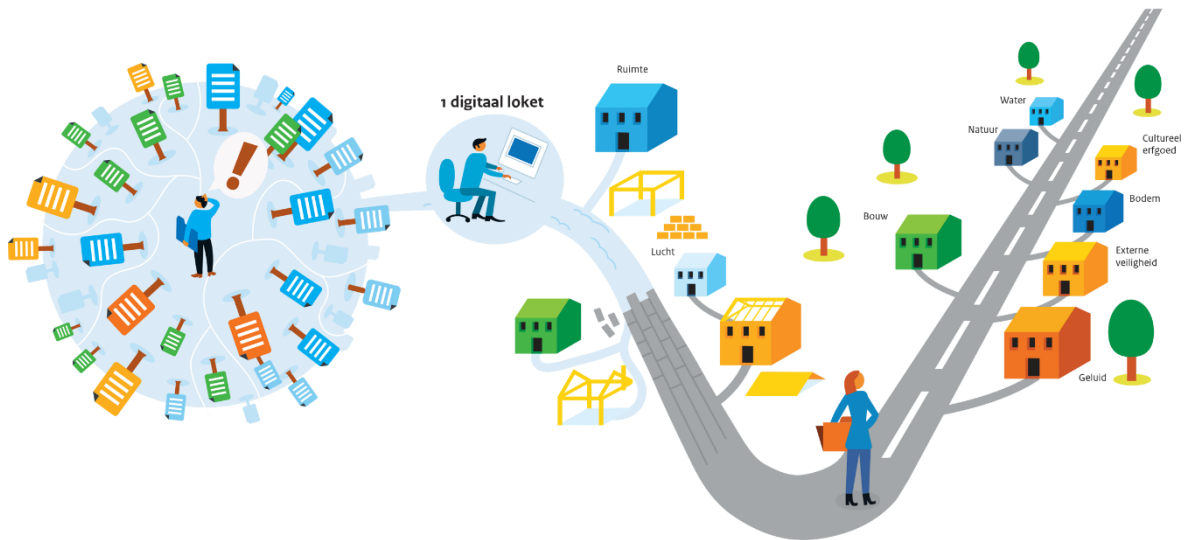 1 digitaal loket
Ruimte
Lucht
Bouw
Water
Natuur
Cultureel
erfgoed
Bodem
Externe
veiligheid
Geluid